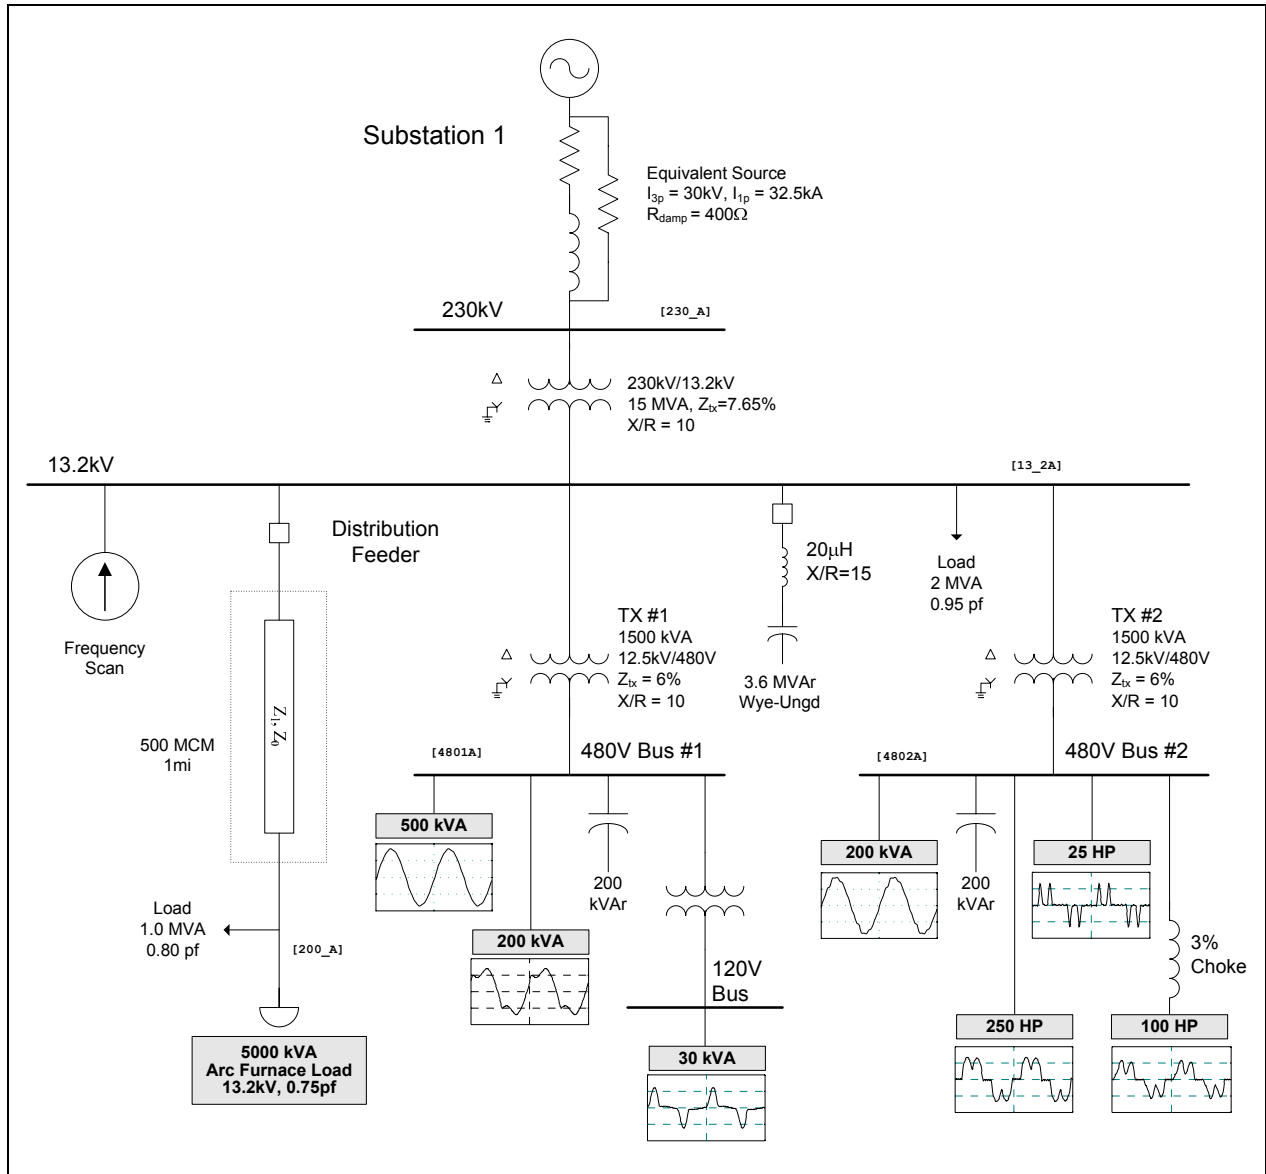 Substation 1
Equivalent Source
I3p = 30kV, I1p = 32.5kA
Rdamp = 400Ω
230kV
[230_A]
Δ
230kV/13.2kV
15 MVA, Ztx=7.65%
X/R = 10
13.2kV
[13_2A]
Frequency
Scan
Distribution
Feeder
500 MCM
1mi
Z1, Z0
Load
1.0 MVA
0.80 pf
[200_A]
5000 kVA
Arc Furnace Load
13.2kV, 0.75pf
TX #1
1500 kVA
12.5kV/480V
Ztx = 6%
X/R = 10
Δ
20μH
X/R=15
3.6 MVAr
Wye-Ungd
Load
2 MVA
0.95 pf
TX #2
1500 kVA
12.5kV/480V
Ztx = 6%
X/R = 10
Δ
[4801A]
480V Bus #1
500 kVA
200 kVA
200
kVAr
120V
Bus
30 kVA
[4802A]
480V Bus #2
200 kVA
200
kVAr
25 HP
3%
Choke
250 HP
100 HP